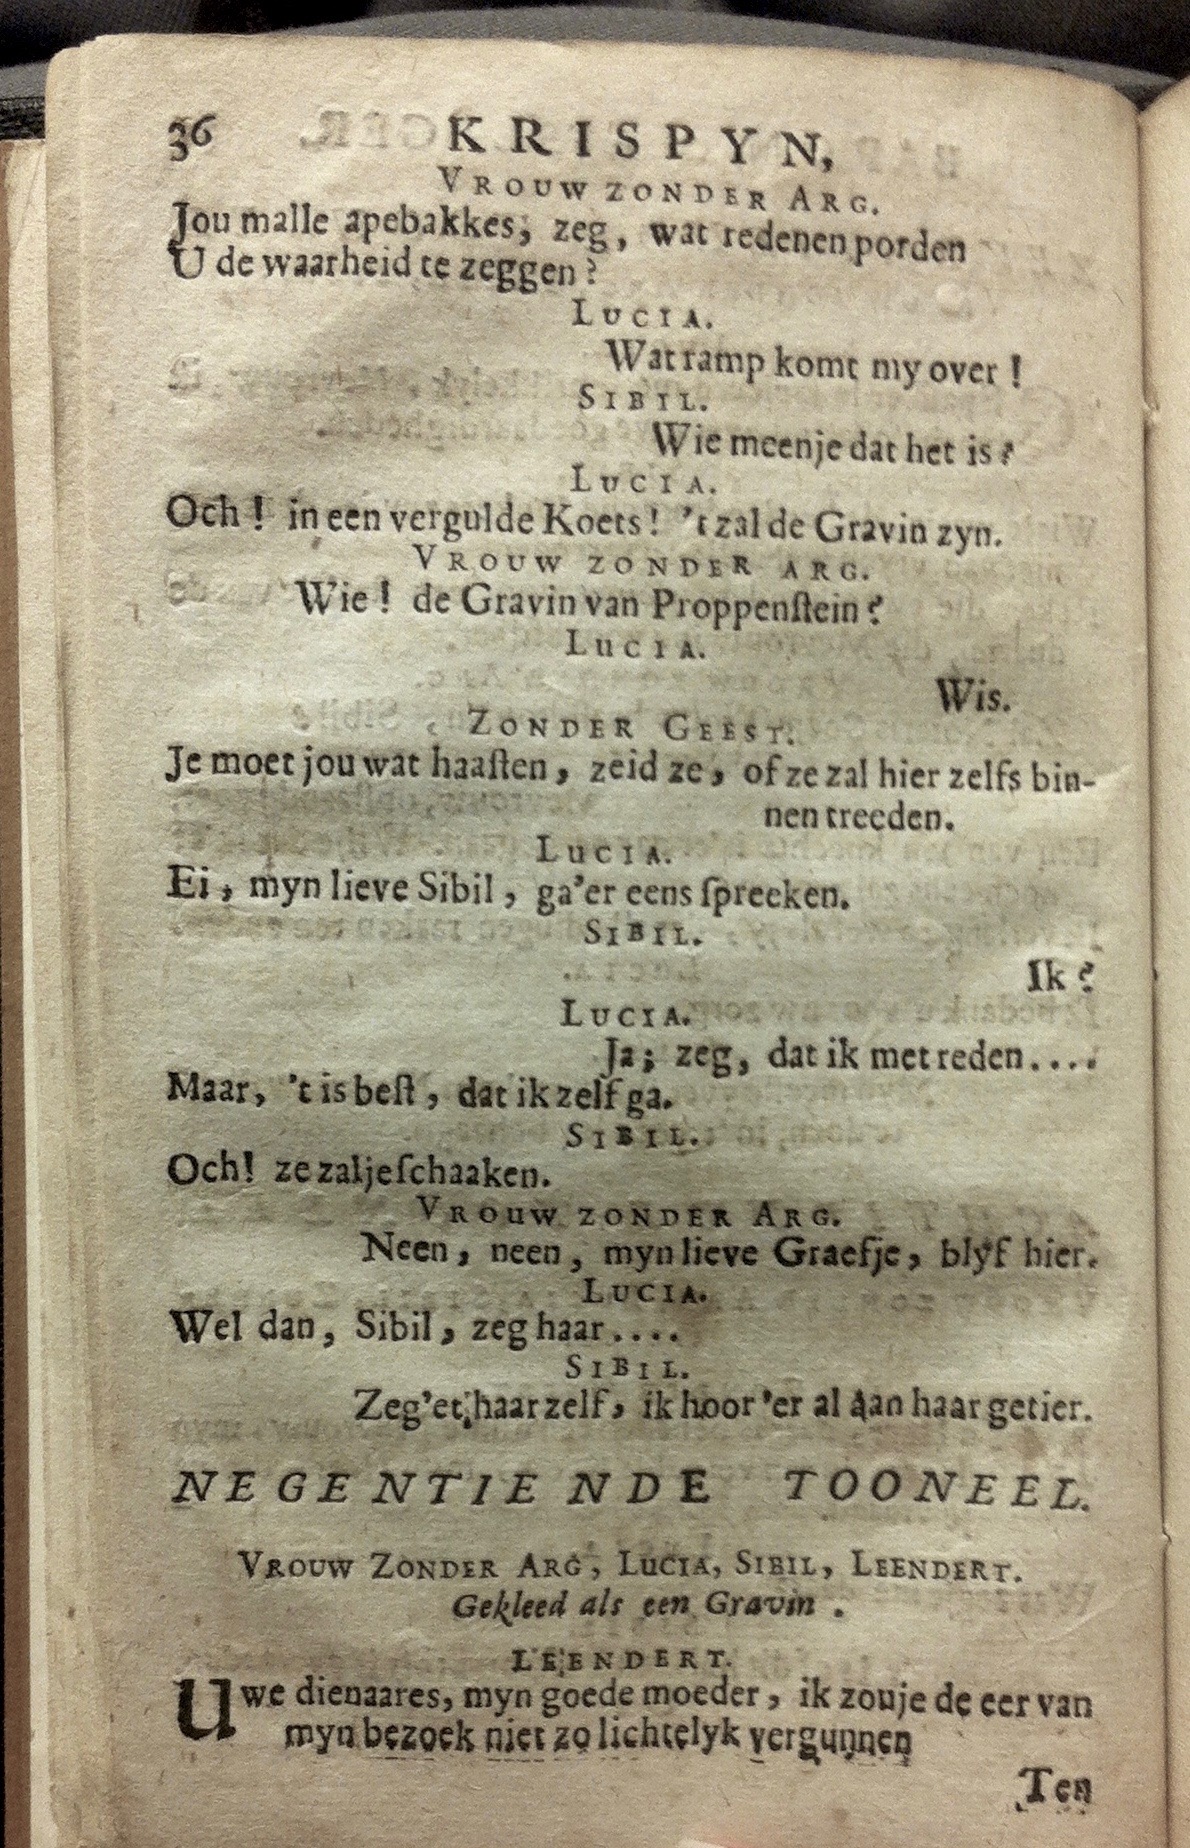 36 KRISPYN,
VROUW ZONDER ARG.
Jou malle apebakkes, zeg, wat redenen porden
U de waarheid te zeggen?
LUCIA.
Wat ramp komt my over!
SIBIL.
Wie meenje dat het is?
LUCIA.
Och! in een vergulde Koets! 't zal de Gravin zyn.
VROUW ZONDER ARG.
Wie! de Gravin van Proppenſtein?
LUCIA.
Wis.
ZONDER GEEST.
Je moet jou wat haaſten, zeid ze, of ze zal hier zelfs bin-
nen treeden.
LUCIA.
Ei, myn lieve Sibil, ga'er eens ſpreeken.
SIBIL.
Ik?
LUCIA.
Ja; zeg, dat ik met reden....
Maar, 't is beſt, dat ik zelf ga.
SIBIL.
Och! ze zal je ſchaaken.
VROUW ZONDER ARG.
Neen, neen, myn lieve Graefje, blyf hier.
LUCIA.
Wel dan, Sibil, zeg haar....
SIBIL.
Zeg'et haar zelf, ik hoor 'er al aan haar getier.
NEGENTIENDE TOONEEL.
VROUW ZONDER ARG, LUCIA, SIBIL, LEENDERT.
Gekleed als een Gravin.
LEENDERT.
Uwe dienaares, myn goede moeder, ik zou je de eer van
myn bezoek niet zo lichtelyk vergunnen
Ten